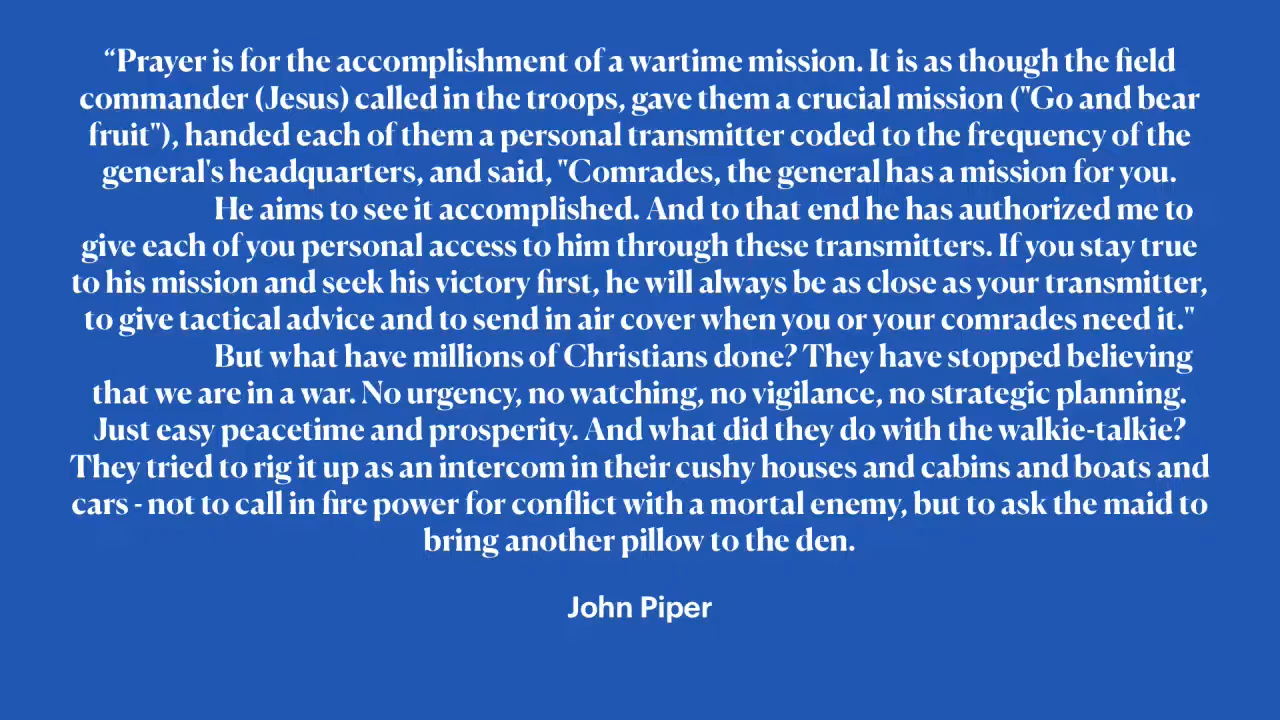 “Prayer is for the accomplishment of a wartime mission. It is as though the field
commander (Jesus) called in the troops, gave them a crucial mission ("Go and bear
fruit"), handed each of them a personal transmitter coded to the frequency of the
general's headquarters, and said, "Comrades, the general has a mission for you.
He aims to see it accomplished. And to that end he has authorized me to
give each of you personal access to him through these transmitters. If you stay true
to his mission and seek his victory first, he will always be as close as your transmitter,
to give tactical advice and to send in air cover when you or your comrades need it."
But what have millions of Christians done? They have stopped believing
that we are in a war. No urgency, no watching, no vigilance, no strategic planning.
Just easy peacetime and prosperity. And what did they do with the walkie-talkie?
They tried to rig it up as an intercom in their cushy houses and cabins and boats and
cars - not to call in fire power for conflict with a mortal enemy, but to ask the maid to
bring another pillow to the den.
John Piper